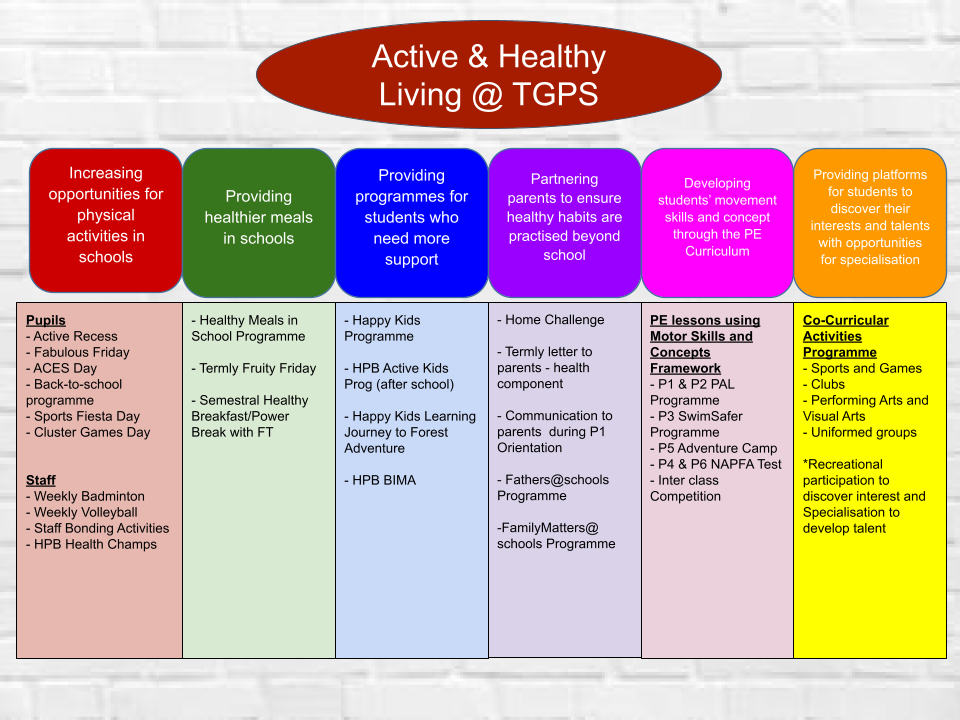 Active & Healthy
Living @ TGPS
Increasing
opportunities for
physical
activities in
schools
Providing
healthier meals
in schools
Providing
programmes for
students who
need more
support
Partnering
parents to ensure
healthy habits are
practised beyond
school
Developing
students' movement
skills and concept
through the PE
Curriculum
Providing platforms
for students to
discover their
interests and talents
with opportunities
for specialisation
Pupils
- Active Recess
- Fabulous Friday
- ACES Day
- Back-to-school
programme
- Sports Fiesta Day
- Cluster Games Day
Staff
- Weekly Badminton
- Weekly Volleyball
- Staff Bonding Activities
- HPB Health Champs
- Healthy Meals in
School Programme
- Termly Fruity Friday
- Semestral Healthy
Breakfast/Power
Break with FT
- Happy Kids
Programme
- HPB Active Kids
Prog (after school)
- Happy Kids Learning
Journey to Forest
Adventure
- HPB BIMA
- Home Challenge
- Termly letter to
parents - health
component
- Communication to
parents during P1
Orientation
- Fathers@schools
Programme
-FamilyMatters@
schools Programme
PE lessons using
Motor Skills and
Concepts
Framework
- P1 & P2 PAL
Programme
- P3 SwimSafer
Programme
- P5 Adventure Camp
- P4 & P6 NAPFA Test
- Inter class
Competition
Co-Curricular
Activities
Programme
- Sports and Games
- Clubs
- Performing Arts and
Visual Arts
- Uniformed groups
*Recreational
participation to
discover interest and
Specialisation to
develop talent